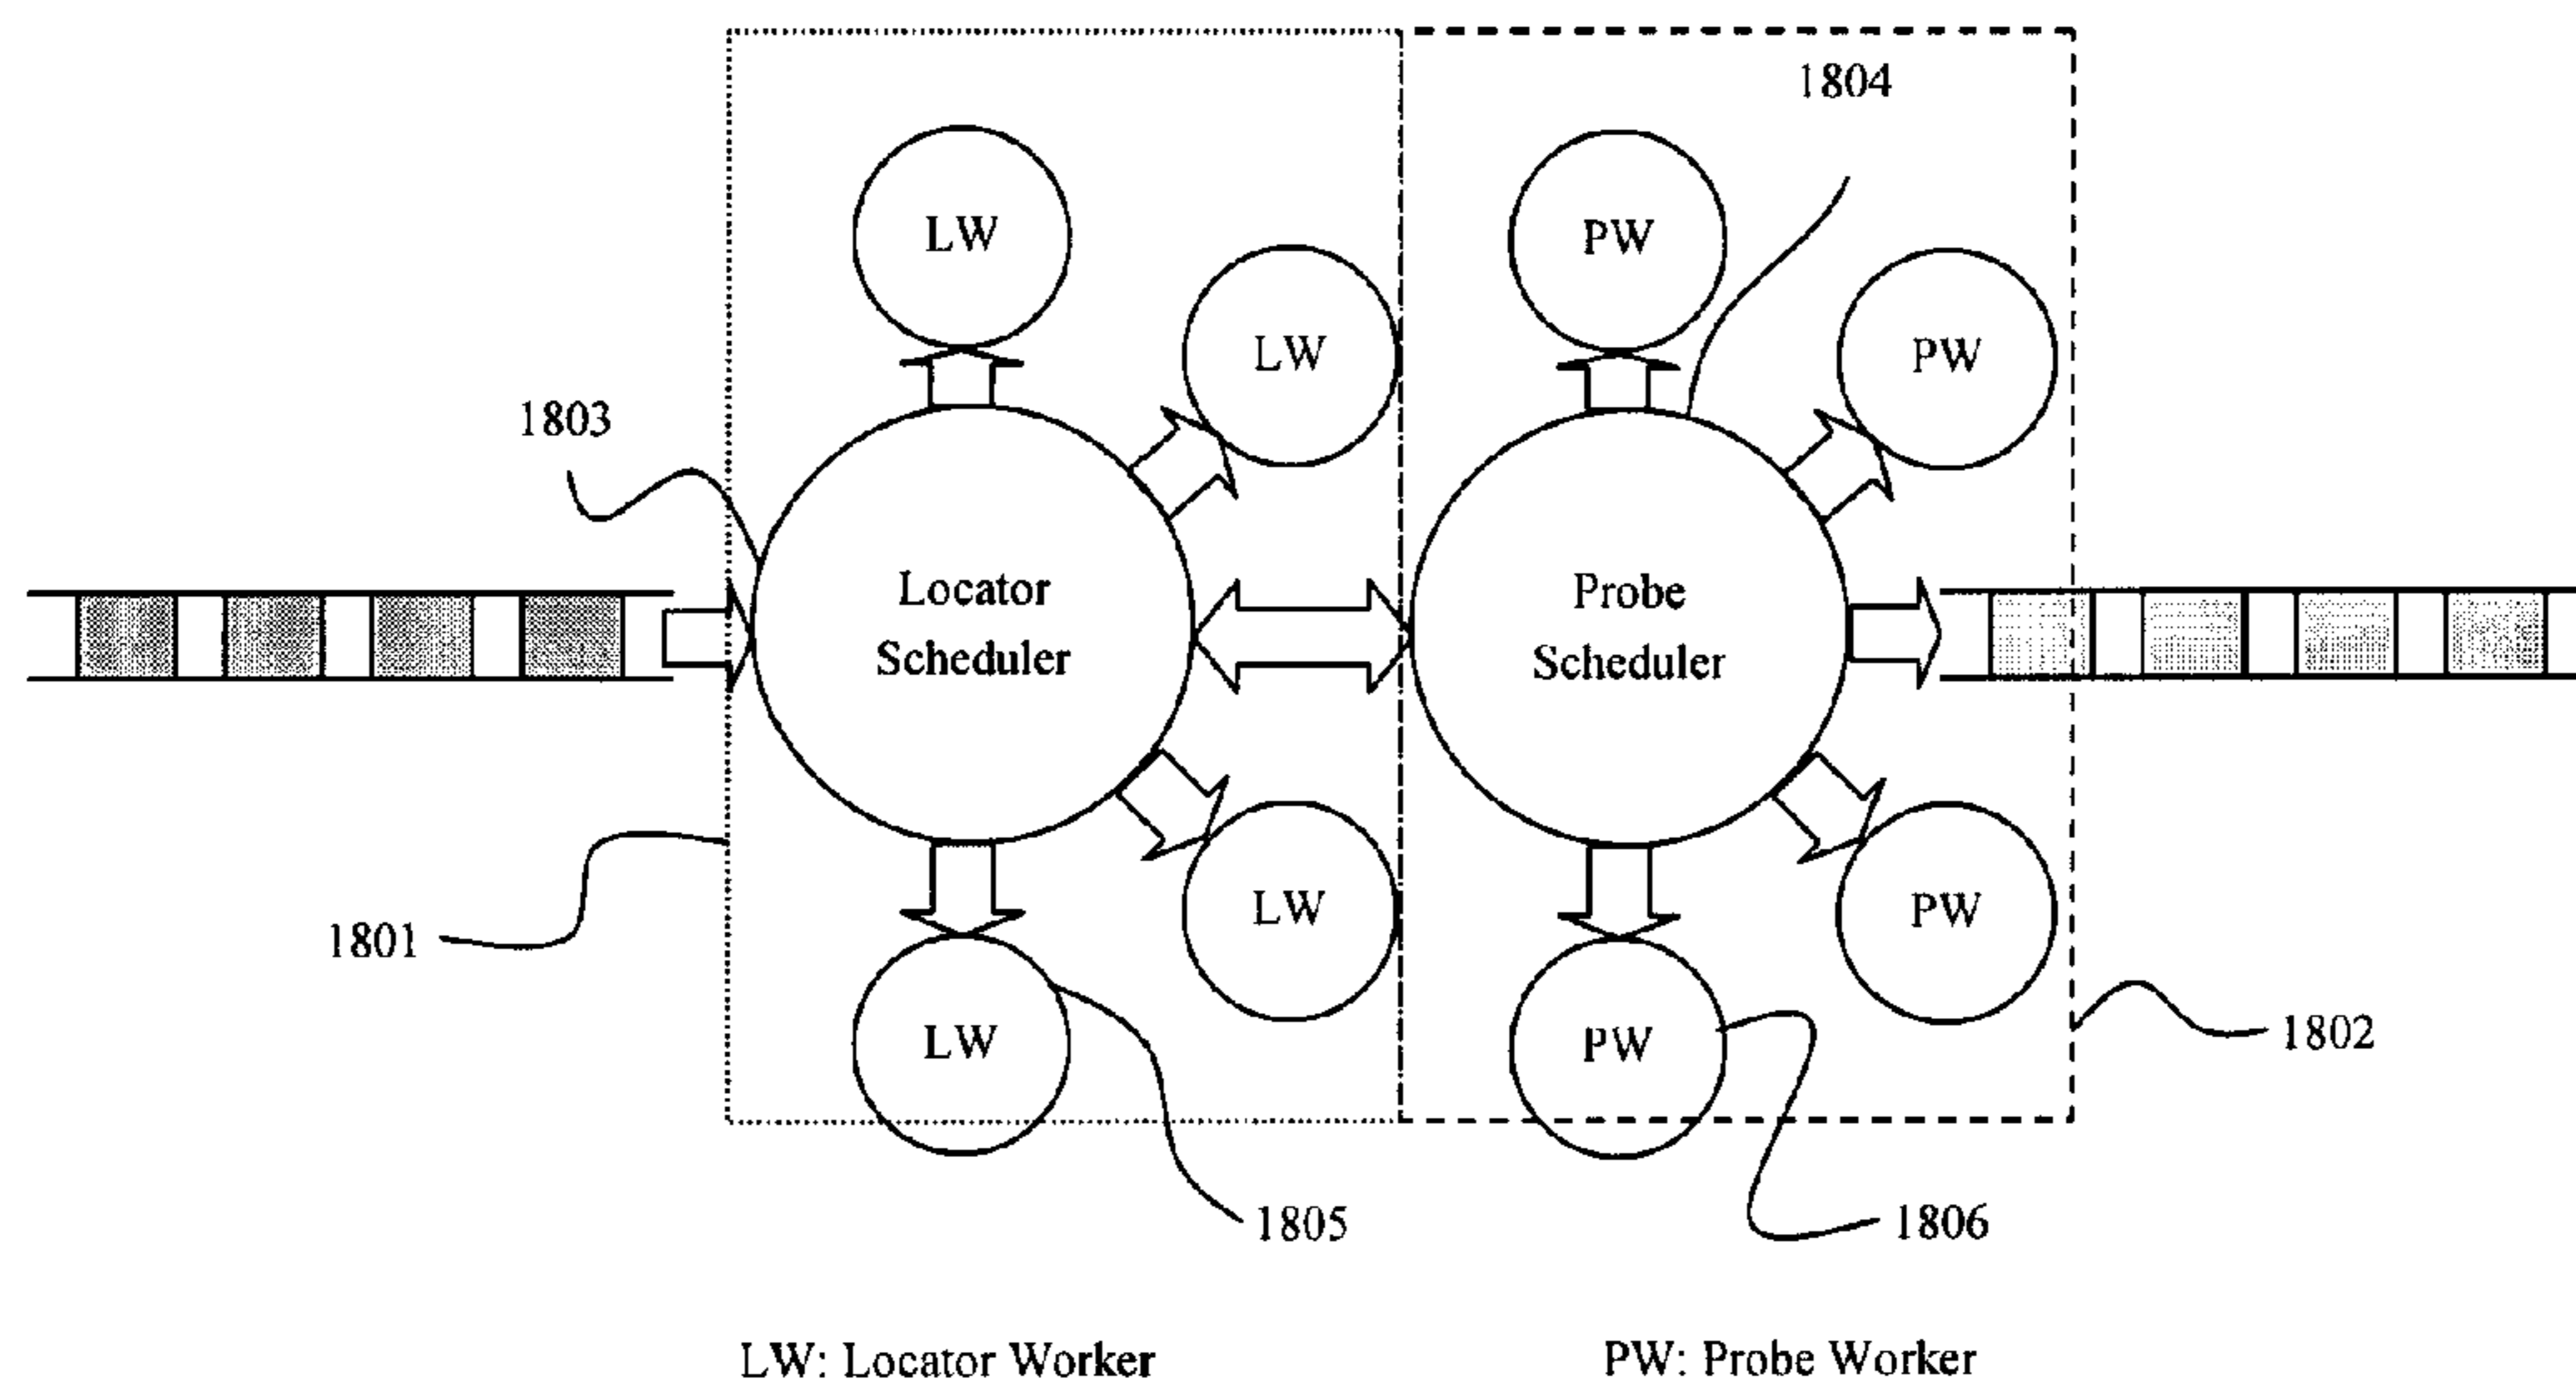 1804
LW
PW
LW
PW
1803
Locator
Scheduler
Probe
Scheduler
1801
LW
PW
LW
PW
1802
1805
1806
LW: Locator Worker
PW: Probe Worker